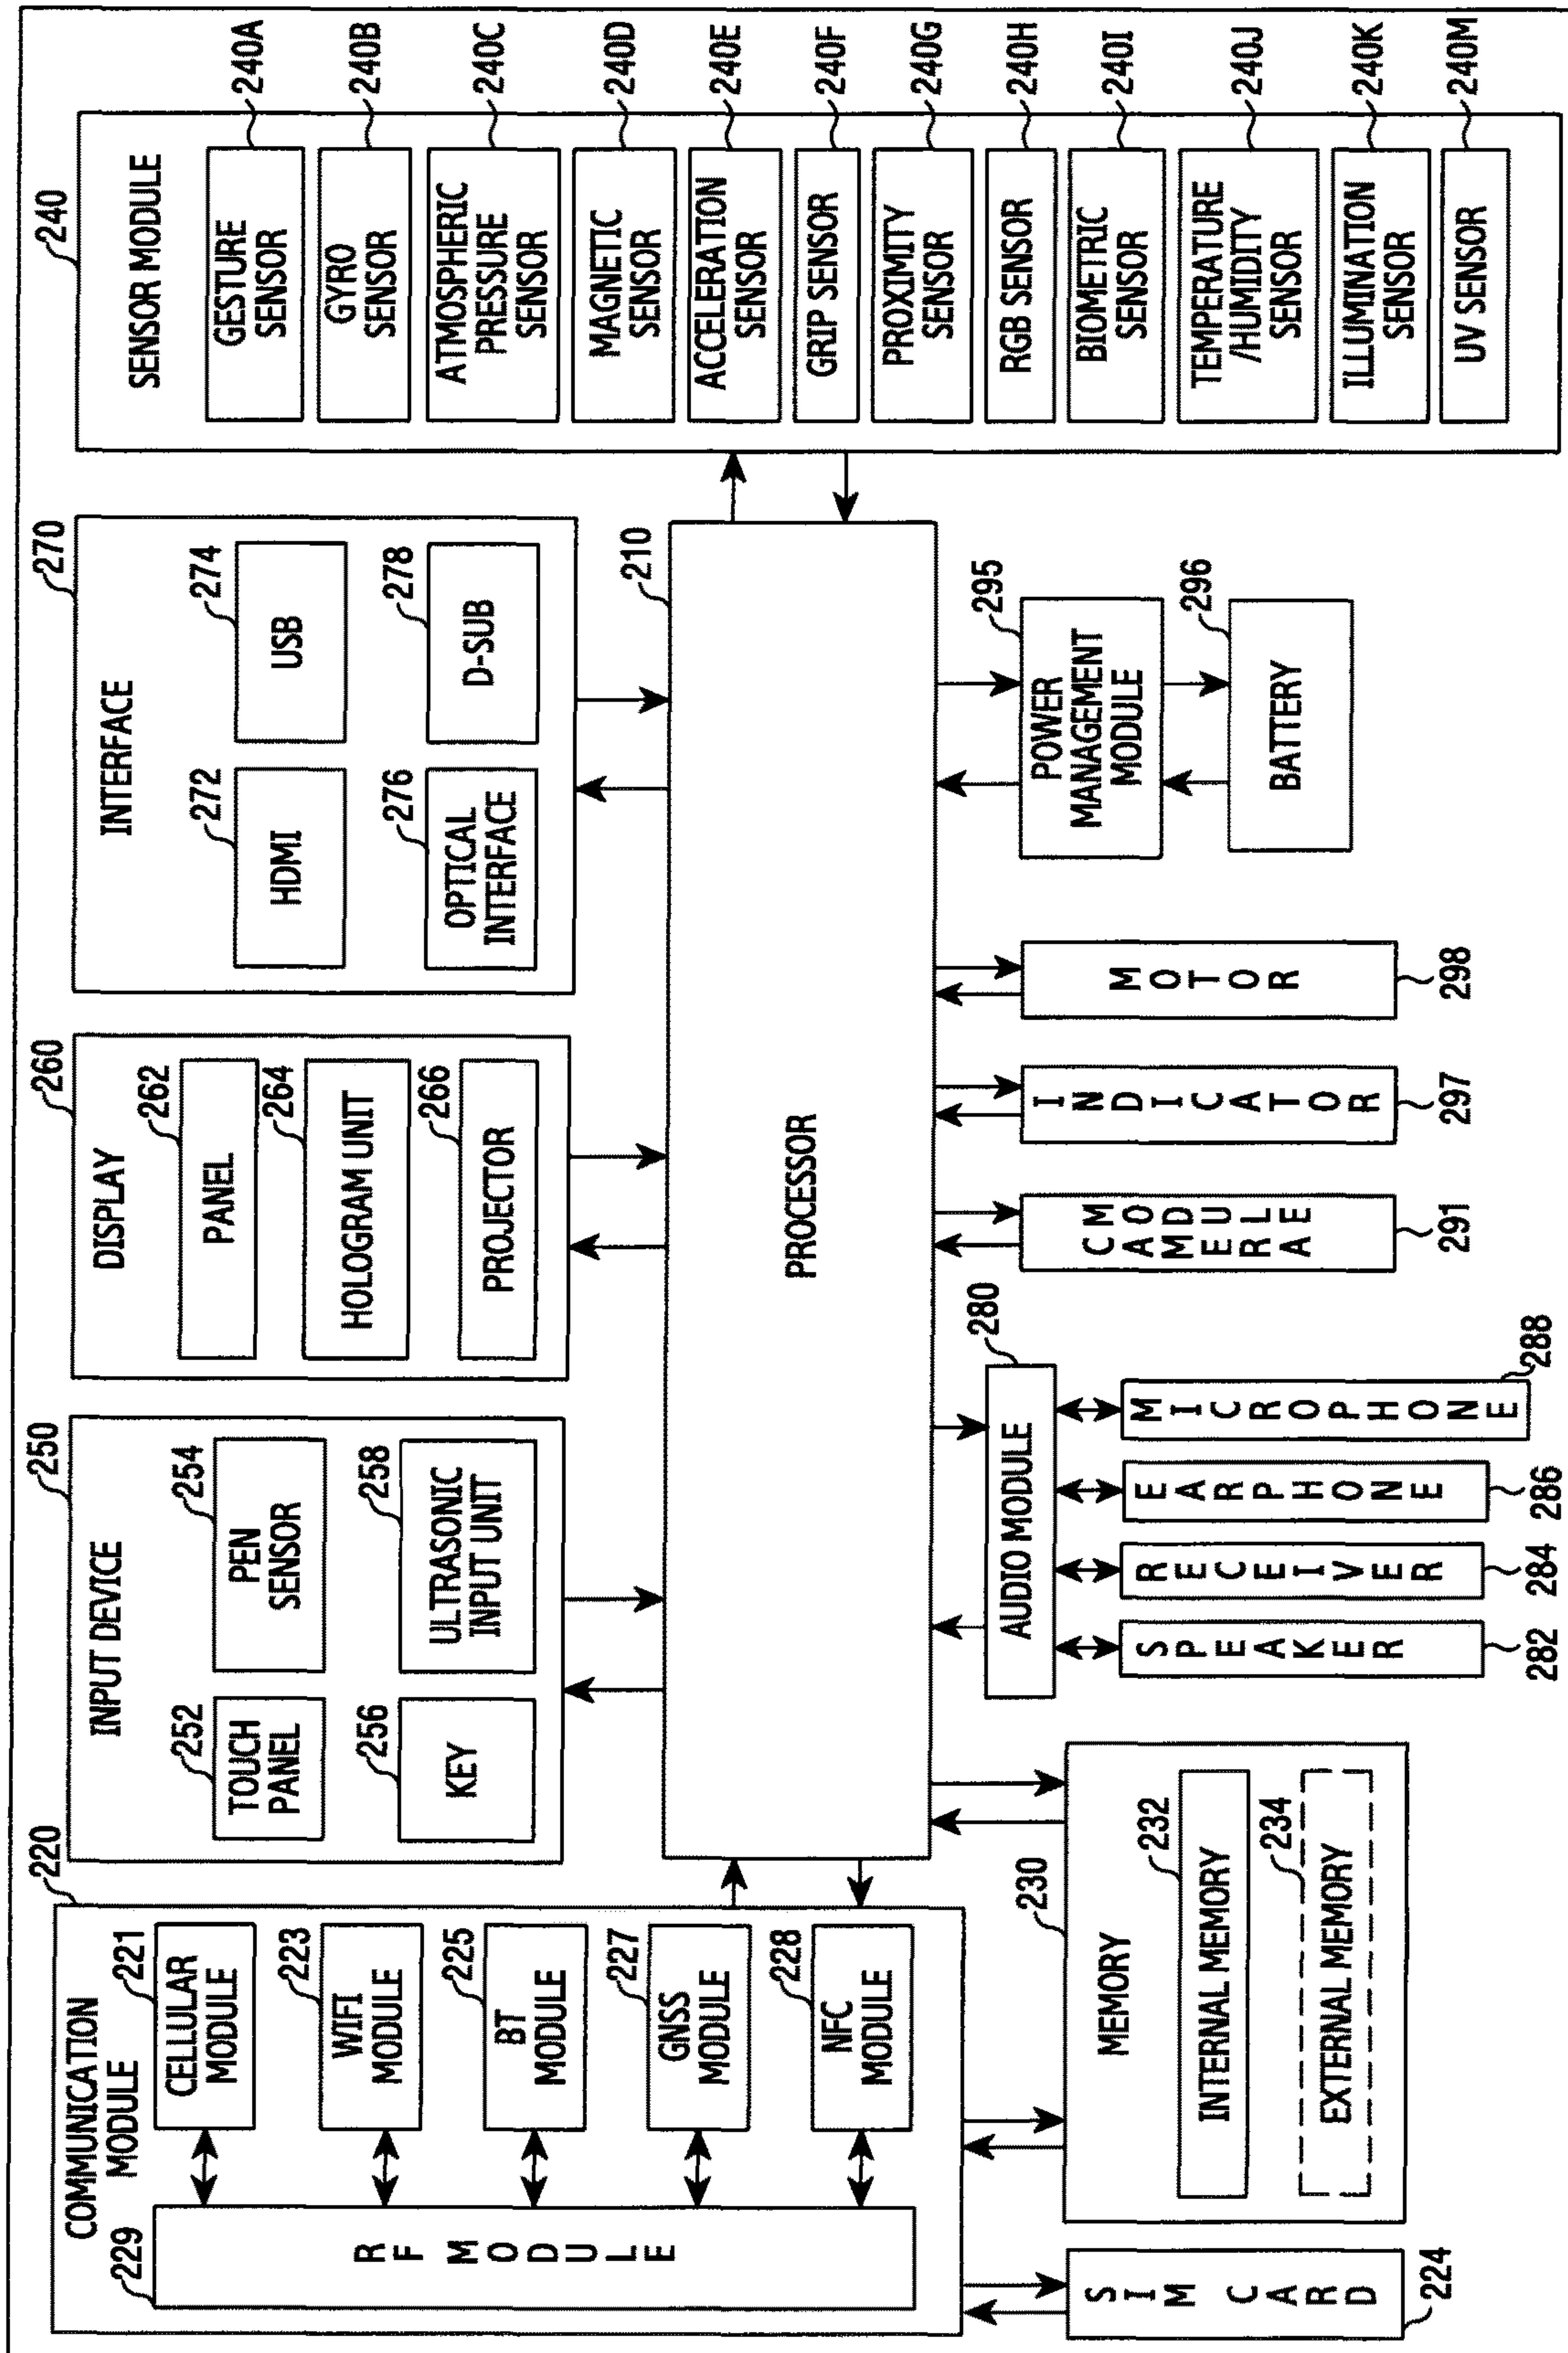 COMMUNICATION
MODULE
220
229
RF MODULE
221
CELLULAR
MODULE
223
WIFI
MODULE
225
BT
MODULE
227
GNSS
MODULE
228
NFC
MODULE
INPUT DEVICE
250
252
TOUCH
PANEL
254
PEN
SENSOR
256
KEY
258
ULTRASONIC
INPUT UNIT
DISPLAY
260
262
PANEL
264
HOLOGRAM UNIT
266
PROJECTOR
INTERFACE
270
272
HDMI
274
USB
276
OPTICAL
INTERFACE
278
D-SUB
SENSOR MODULE
240
GESTURE
SENSOR
240A
GYRO
SENSOR
240B
ATMOSPHERIC
PRESSURE
SENSOR
240C
MAGNETIC
SENSOR
240D
ACCELERATION
SENSOR
240E
GRIP SENSOR
240F
PROXIMITY
SENSOR
240G
RGB SENSOR
240H
BIOMETRIC
SENSOR
240I
TEMPERATURE
/HUMIDITY
SENSOR
240J
ILLUMINATION
SENSOR
240K
UV SENSOR
240M
PROCESSOR
210
SIM CARD
224
MEMORY
230
232
INTERNAL MEMORY
234
EXTERNAL MEMORY
AUDIO MODULE
280
SPEAKER
282
RECEIVER
284
EARPHONE
286
MICROPHONE
288
CAMERA
MODULE
291
INDICATOR
297
MOTOR
298
POWER
MANAGEMENT
MODULE
295
BATTERY
296